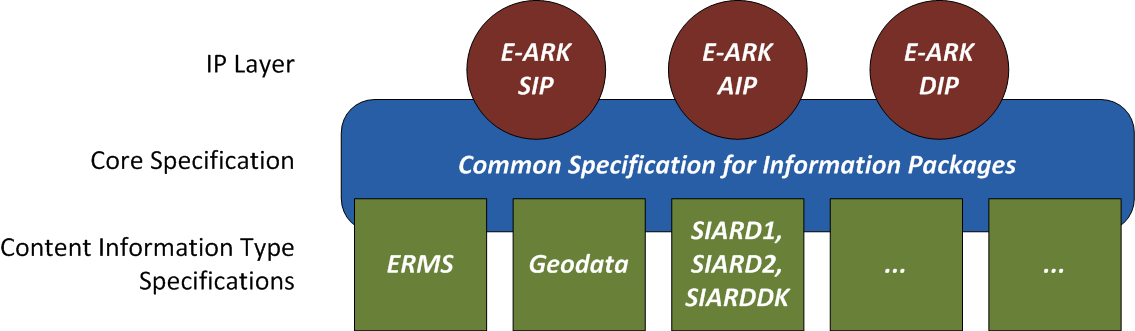 IP Layer
E-ARK
SIP
E-ARK
AIP
E-ARK
DIP
Core Specification
Common Specification for Information Packages
Content Information Type
Specifications
ERMS
Geodata
SIARD1,
SIARD2,
SIARDDK
...
...